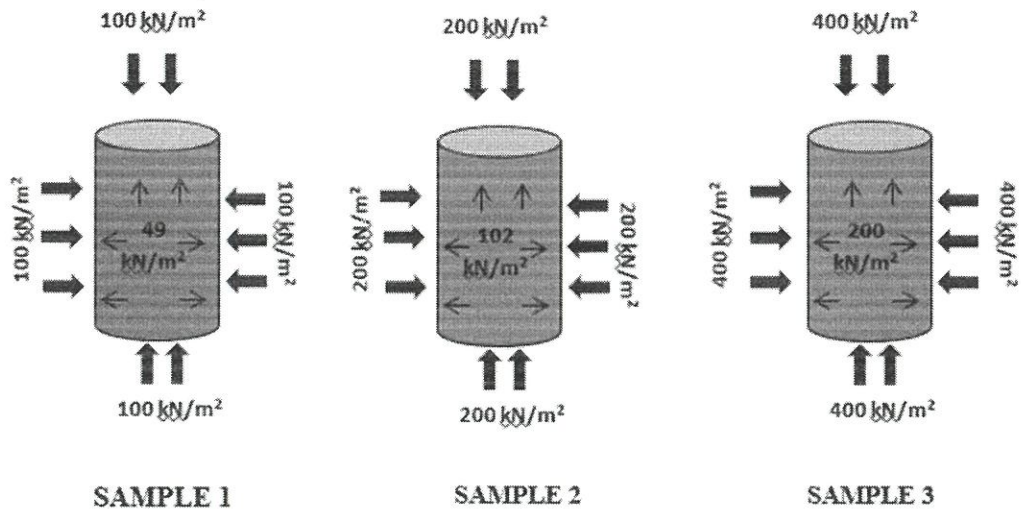 100 kN/m²
200 kN/m²
400 kN/m²
100 kN/m²
49
kN/m²
100 kN/m²
200 kN/m²
102
kN/m²
200 kN/m²
400 kN/m²
200
kN/m²
400 kN/m²
100 kN/m²
200 kN/m²
400 kN/m²
SAMPLE 1
SAMPLE 2
SAMPLE 3